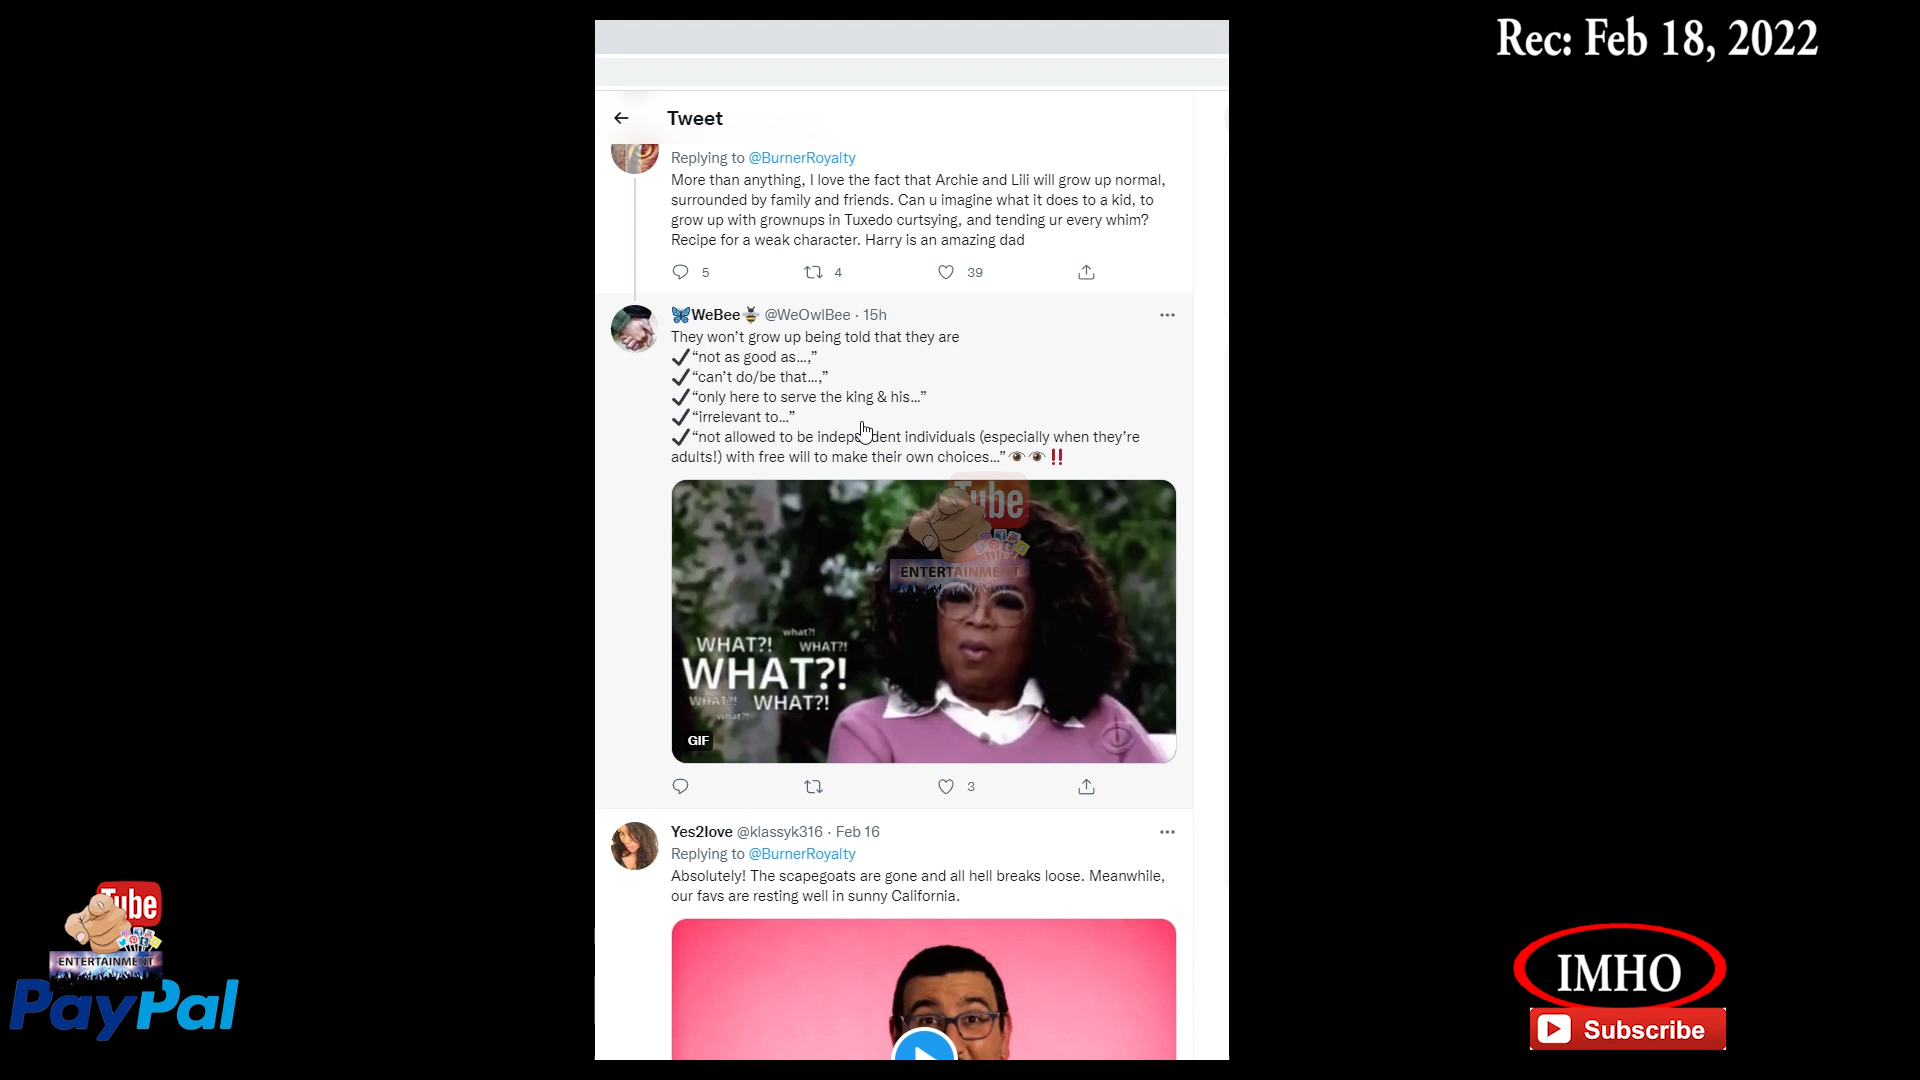 Rec: Feb 18, 2022
Tweet
Replying to @BurnerRoyalty
More than anything, I love the fact that Archie and Lili will grow up normal,
surrounded by family and friends. Can u imagine what it does to a kid, to
grow up with grownups in Tuxedo curtsying, and tending ur every whim?
Recipe for a weak character. Harry is an amazing dad
5 4 39
WeBee @WeOwlBee · 15h
They won’t grow up being told that they are
“not as good as…,”
“can’t do/be that…,”
“only here to serve the king & his…”
“irrelevant to…”
“not allowed to be independent individuals (especially when they’re
adults!) with free will to make their own choices…” 👁👁‼
Tube
ENTERTAINMENT
what?!
WHAT?! WHAT?!
WHAT?!
WHAT?! WHAT?!
what?!
GIF
3
Yes2love @klassyk316 · Feb 16
Replying to @BurnerRoyalty
Absolutely! The scapegoats are gone and all hell breaks loose. Meanwhile,
our favs are resting well in sunny California.
Tube
ENTERTAINMENT
PayPal
IMHO
Subscribe